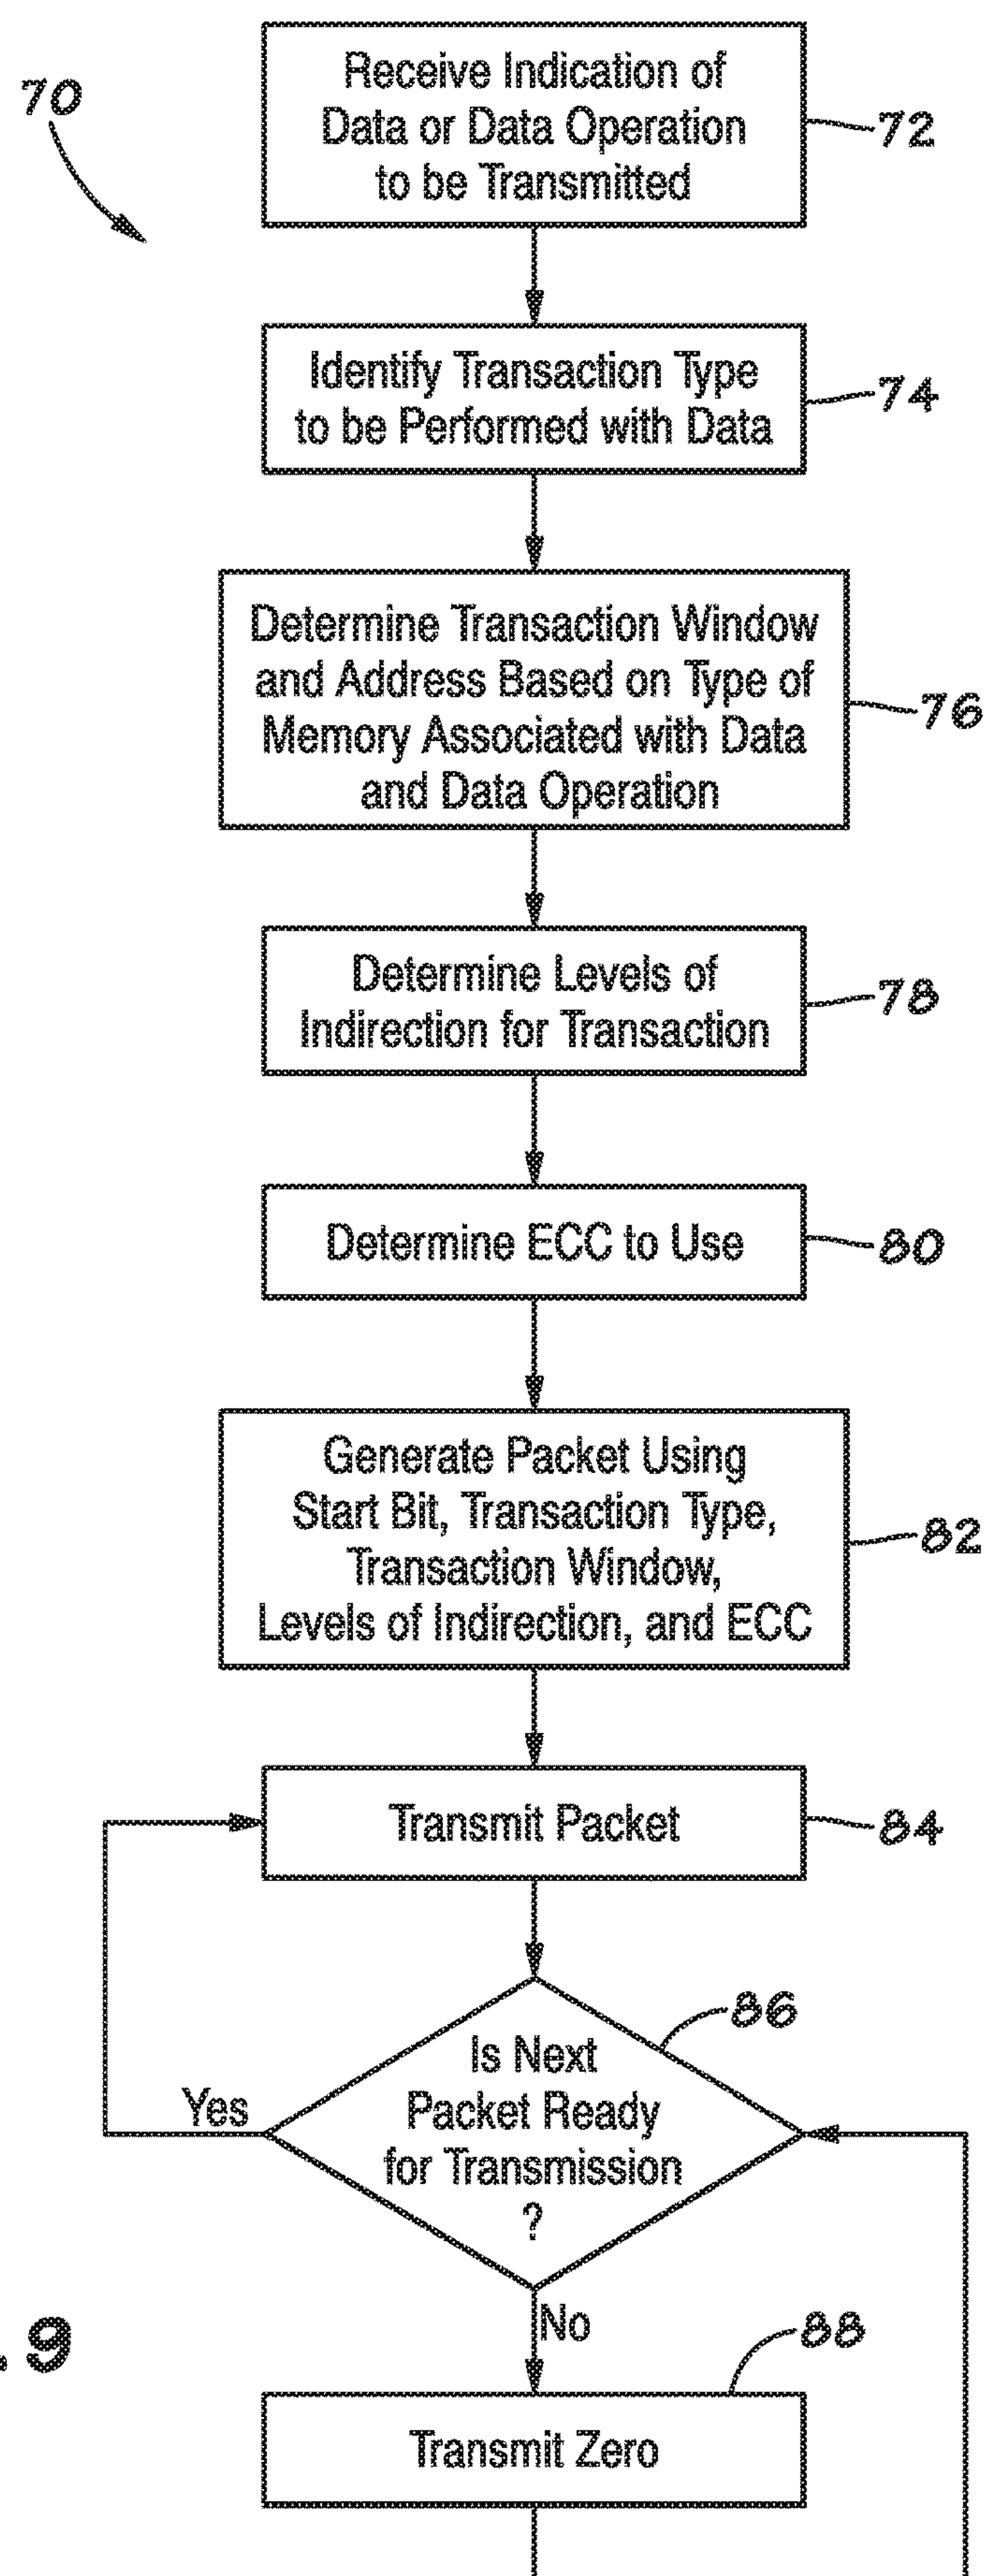 70
Receive Indication of
Data or Data Operation
to be Transmitted
72
Identify Transaction Type
to be Performed with Data
74
Determine Transaction Window
and Address Based on Type of
Memory Associated with Data
and Data Operation
76
Determine Levels of
Indirection for Transaction
78
Determine ECC to Use
80
Generate Packet Using
Start Bit, Transaction Type,
Transaction Window,
Levels of Indirection, and ECC
82
Transmit Packet
84
86
Is Next
Packet Ready
for Transmission
?
Yes
No
. 9
88
Transmit Zero